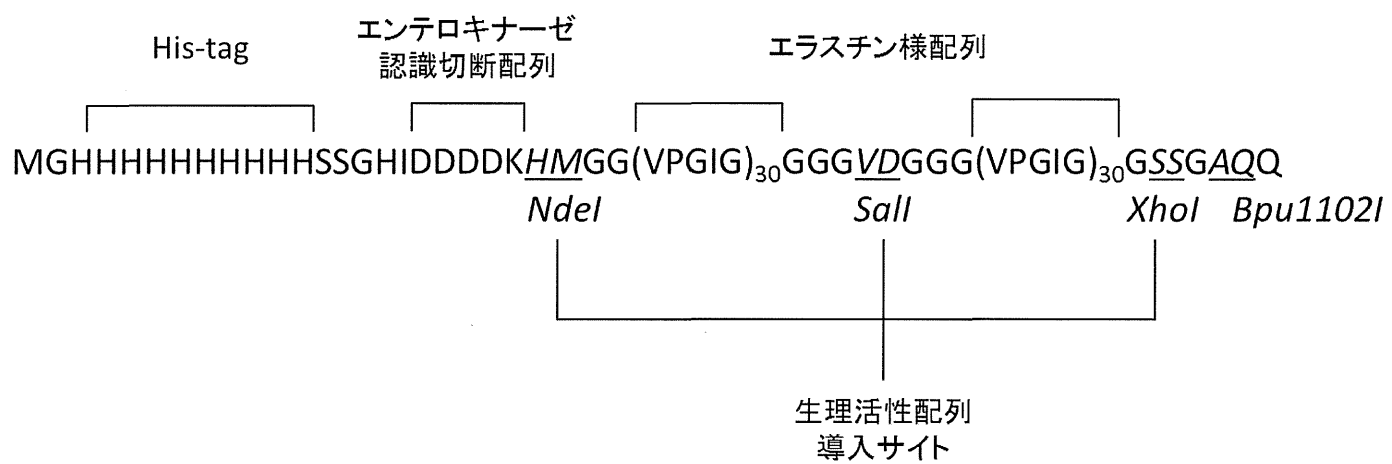 His-tag
エンテロキナーゼ
認識切断配列
エラスチン様配列
MGHHHHHHHHHHSSGHIDDDDKHMGG(VPGIG)30GGGVDGGG(VPGIG)30GSSGAQQ
NdeI SalI XhoI Bpu1102I
生理活性配列
導入サイト